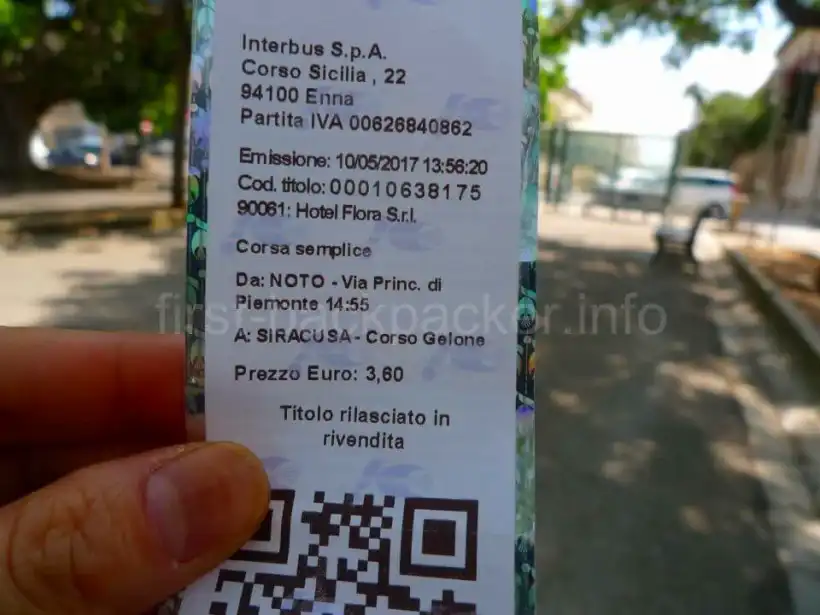 Interbus S.p.A.
Corso Sicilia , 22
94100 Enna
Partita IVA 00626840862
Emissione: 10/05/2017 13:56:20
Cod. titolo: 00010638175
90061: Hotel Flora S.r.l.
Corsa semplice
Da: NOTO - Via Princ. di
Piemonte 14:55
first-backpacker.info
A: SIRACUSA - Corso Gelone
Prezzo Euro: 3,60
Titolo rilasciato in
rivendita